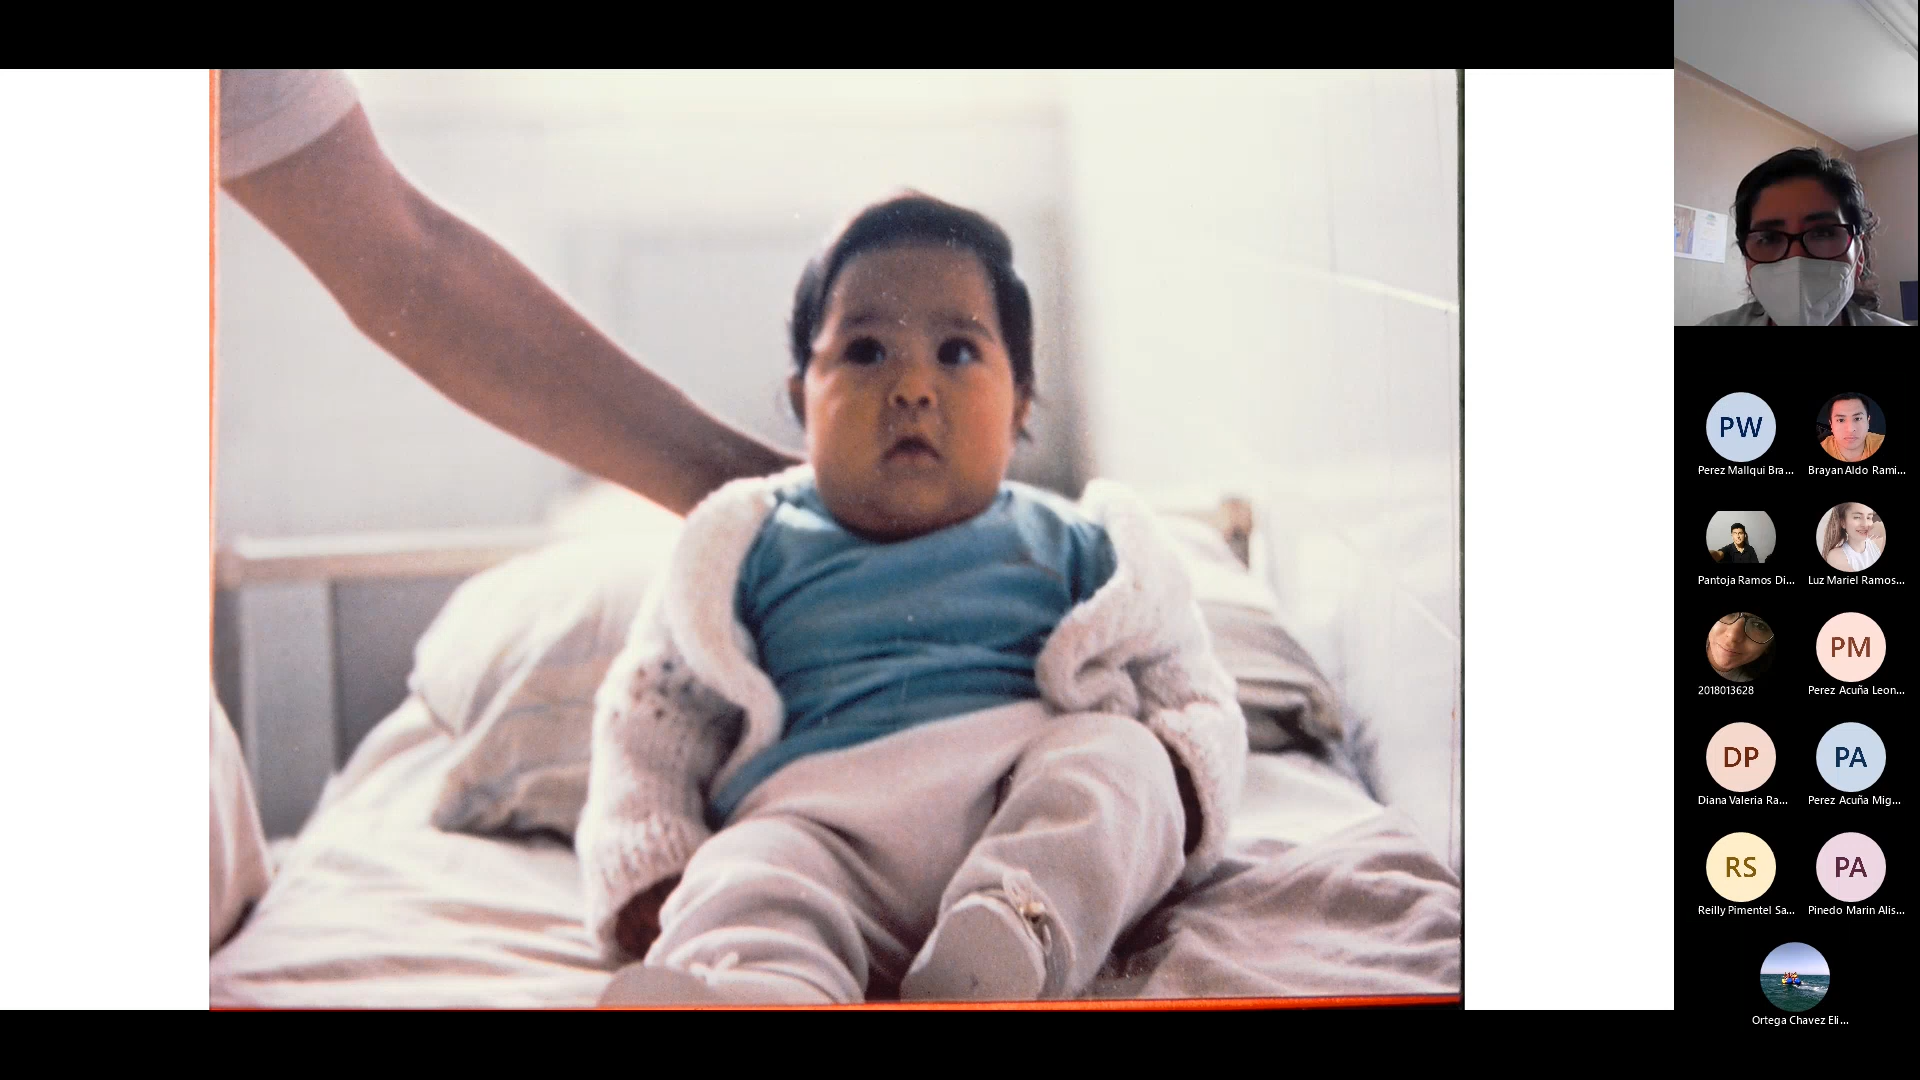 PW
Perez Mallqui Bra...
Brayan Aldo Rami...
Pantoja Ramos Di...
Luz Mariel Ramos...
2018013628
PM
Perez Acuña Leon...
DP
Diana Valeria Ra...
PA
Perez Acuña Mig...
RS
Reilly Pimentel Sa...
PA
Pinedo Marin Alis...
Ortega Chavez Eli...